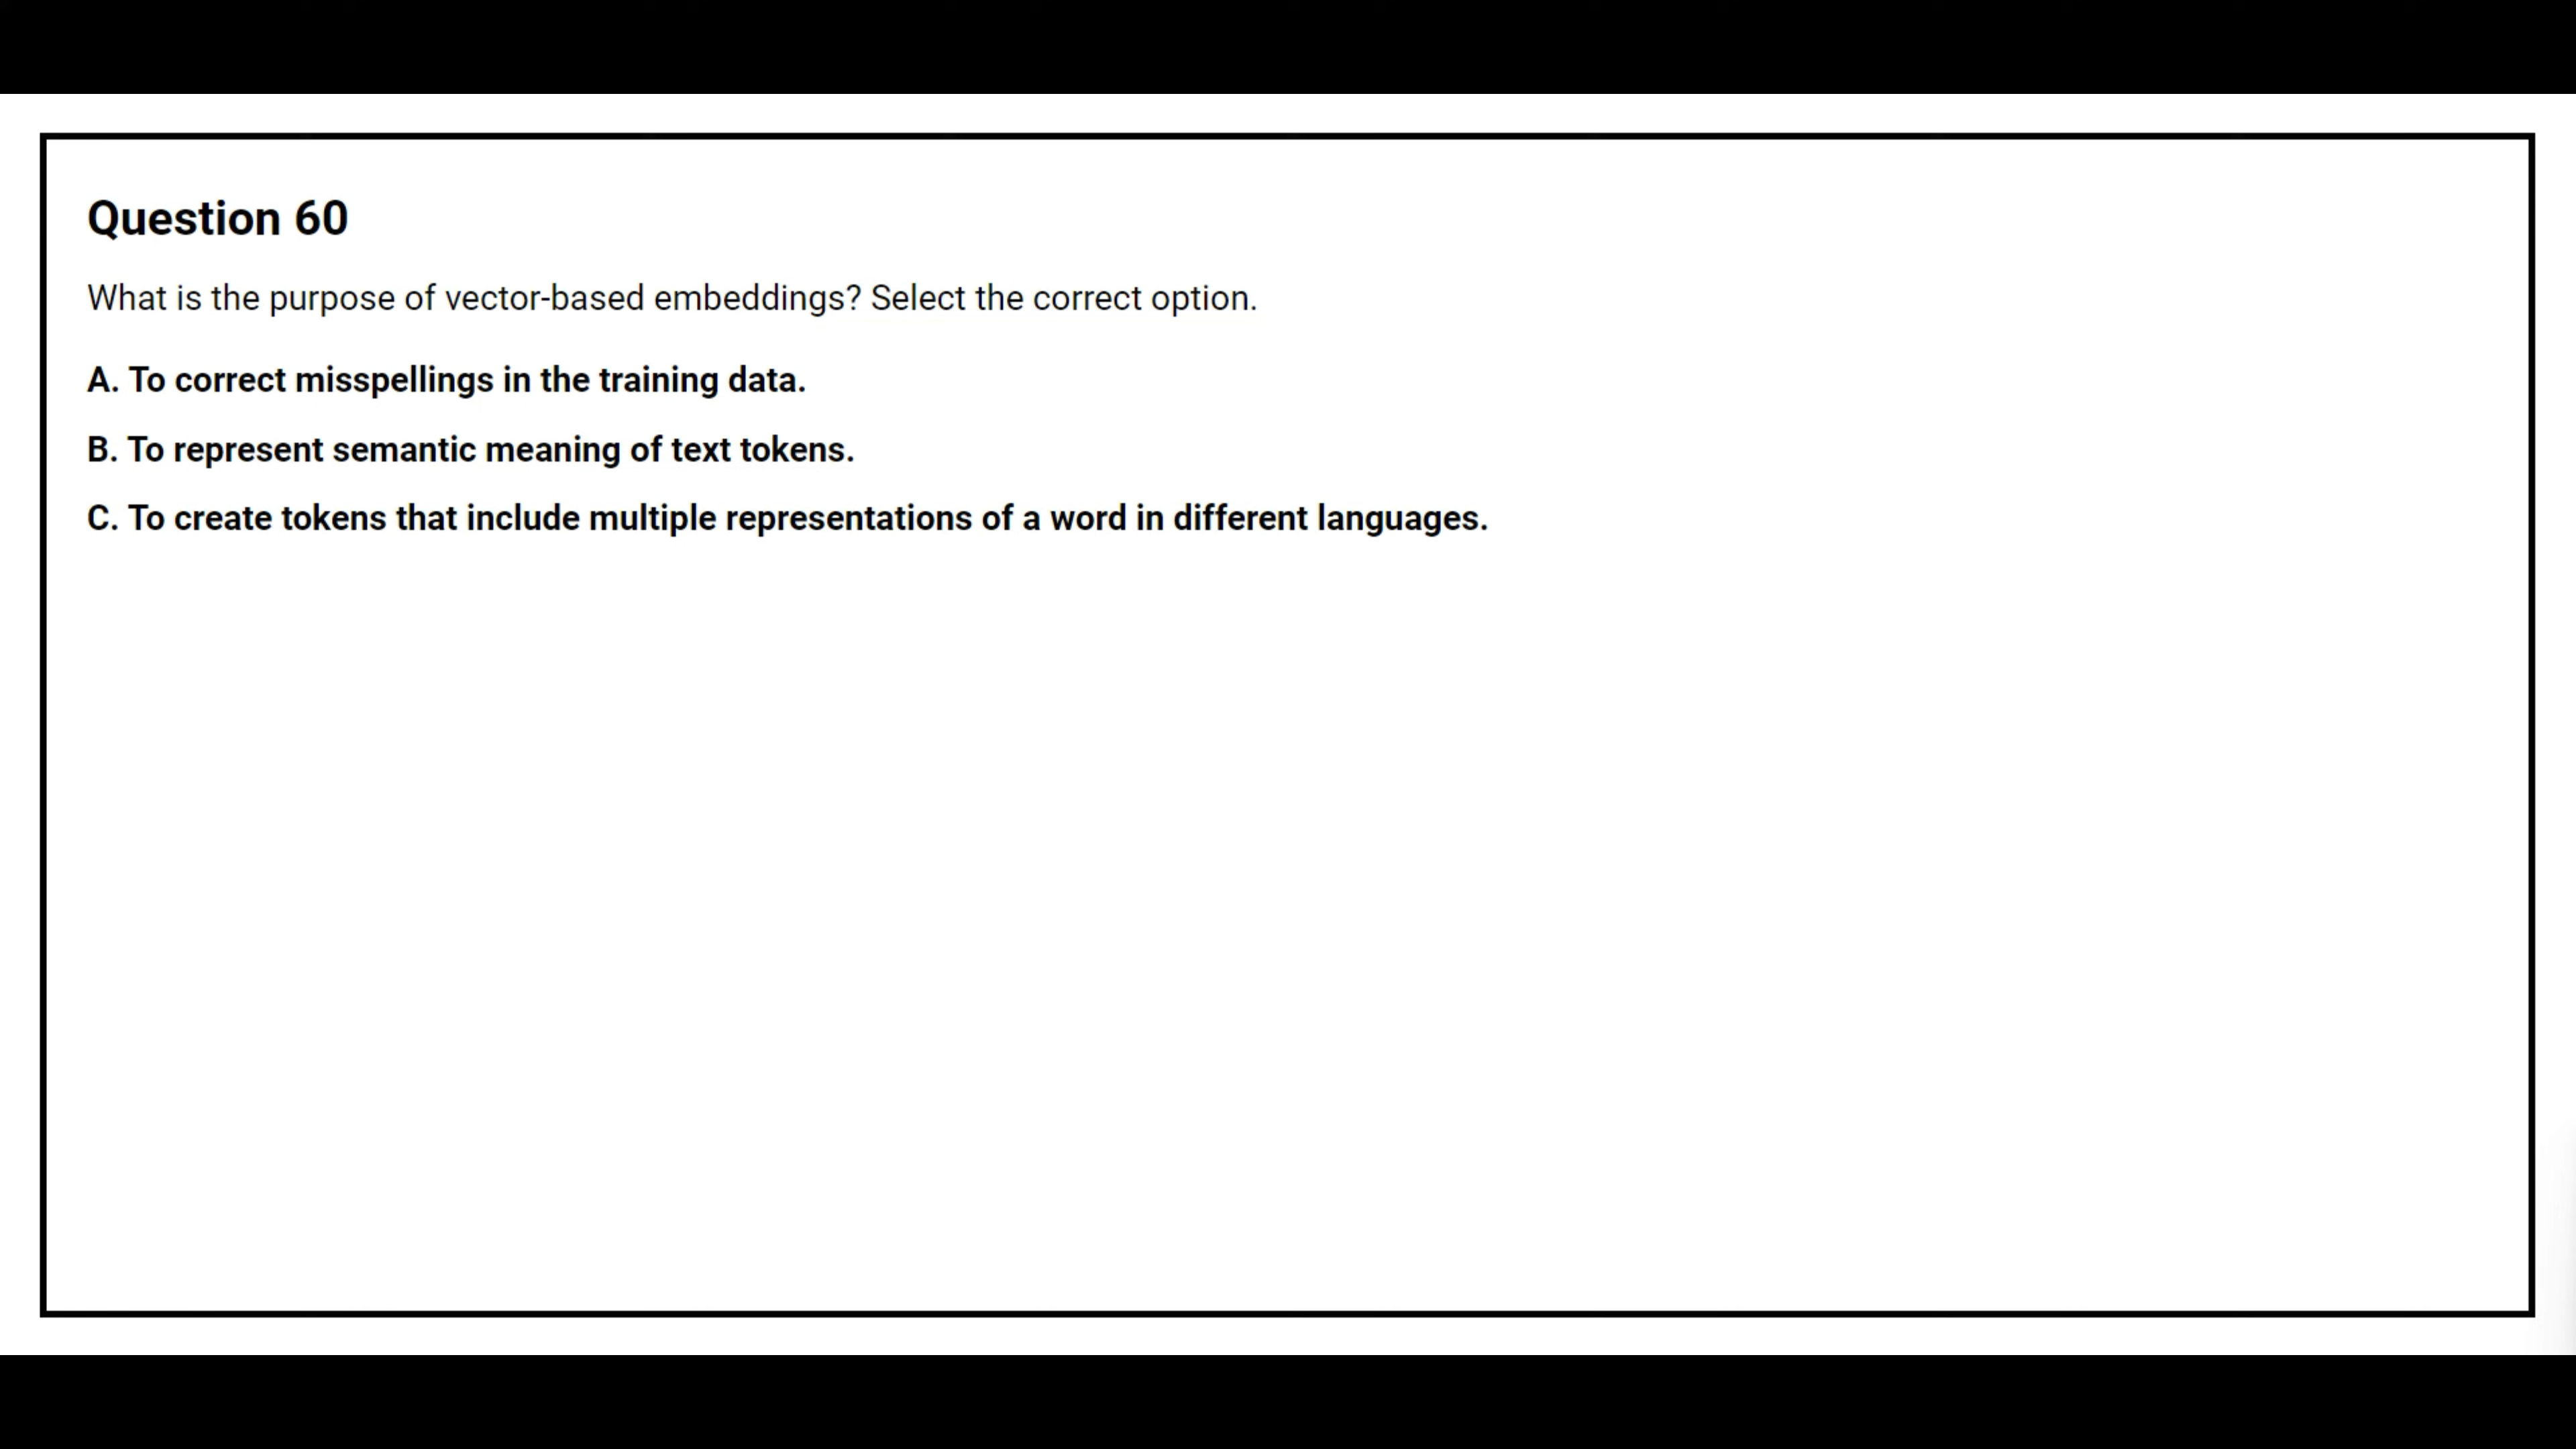 Question 60
What is the purpose of vector-based embeddings? Select the correct option.
A. To correct misspellings in the training data.
B. To represent semantic meaning of text tokens.
C. To create tokens that include multiple representations of a word in different languages.